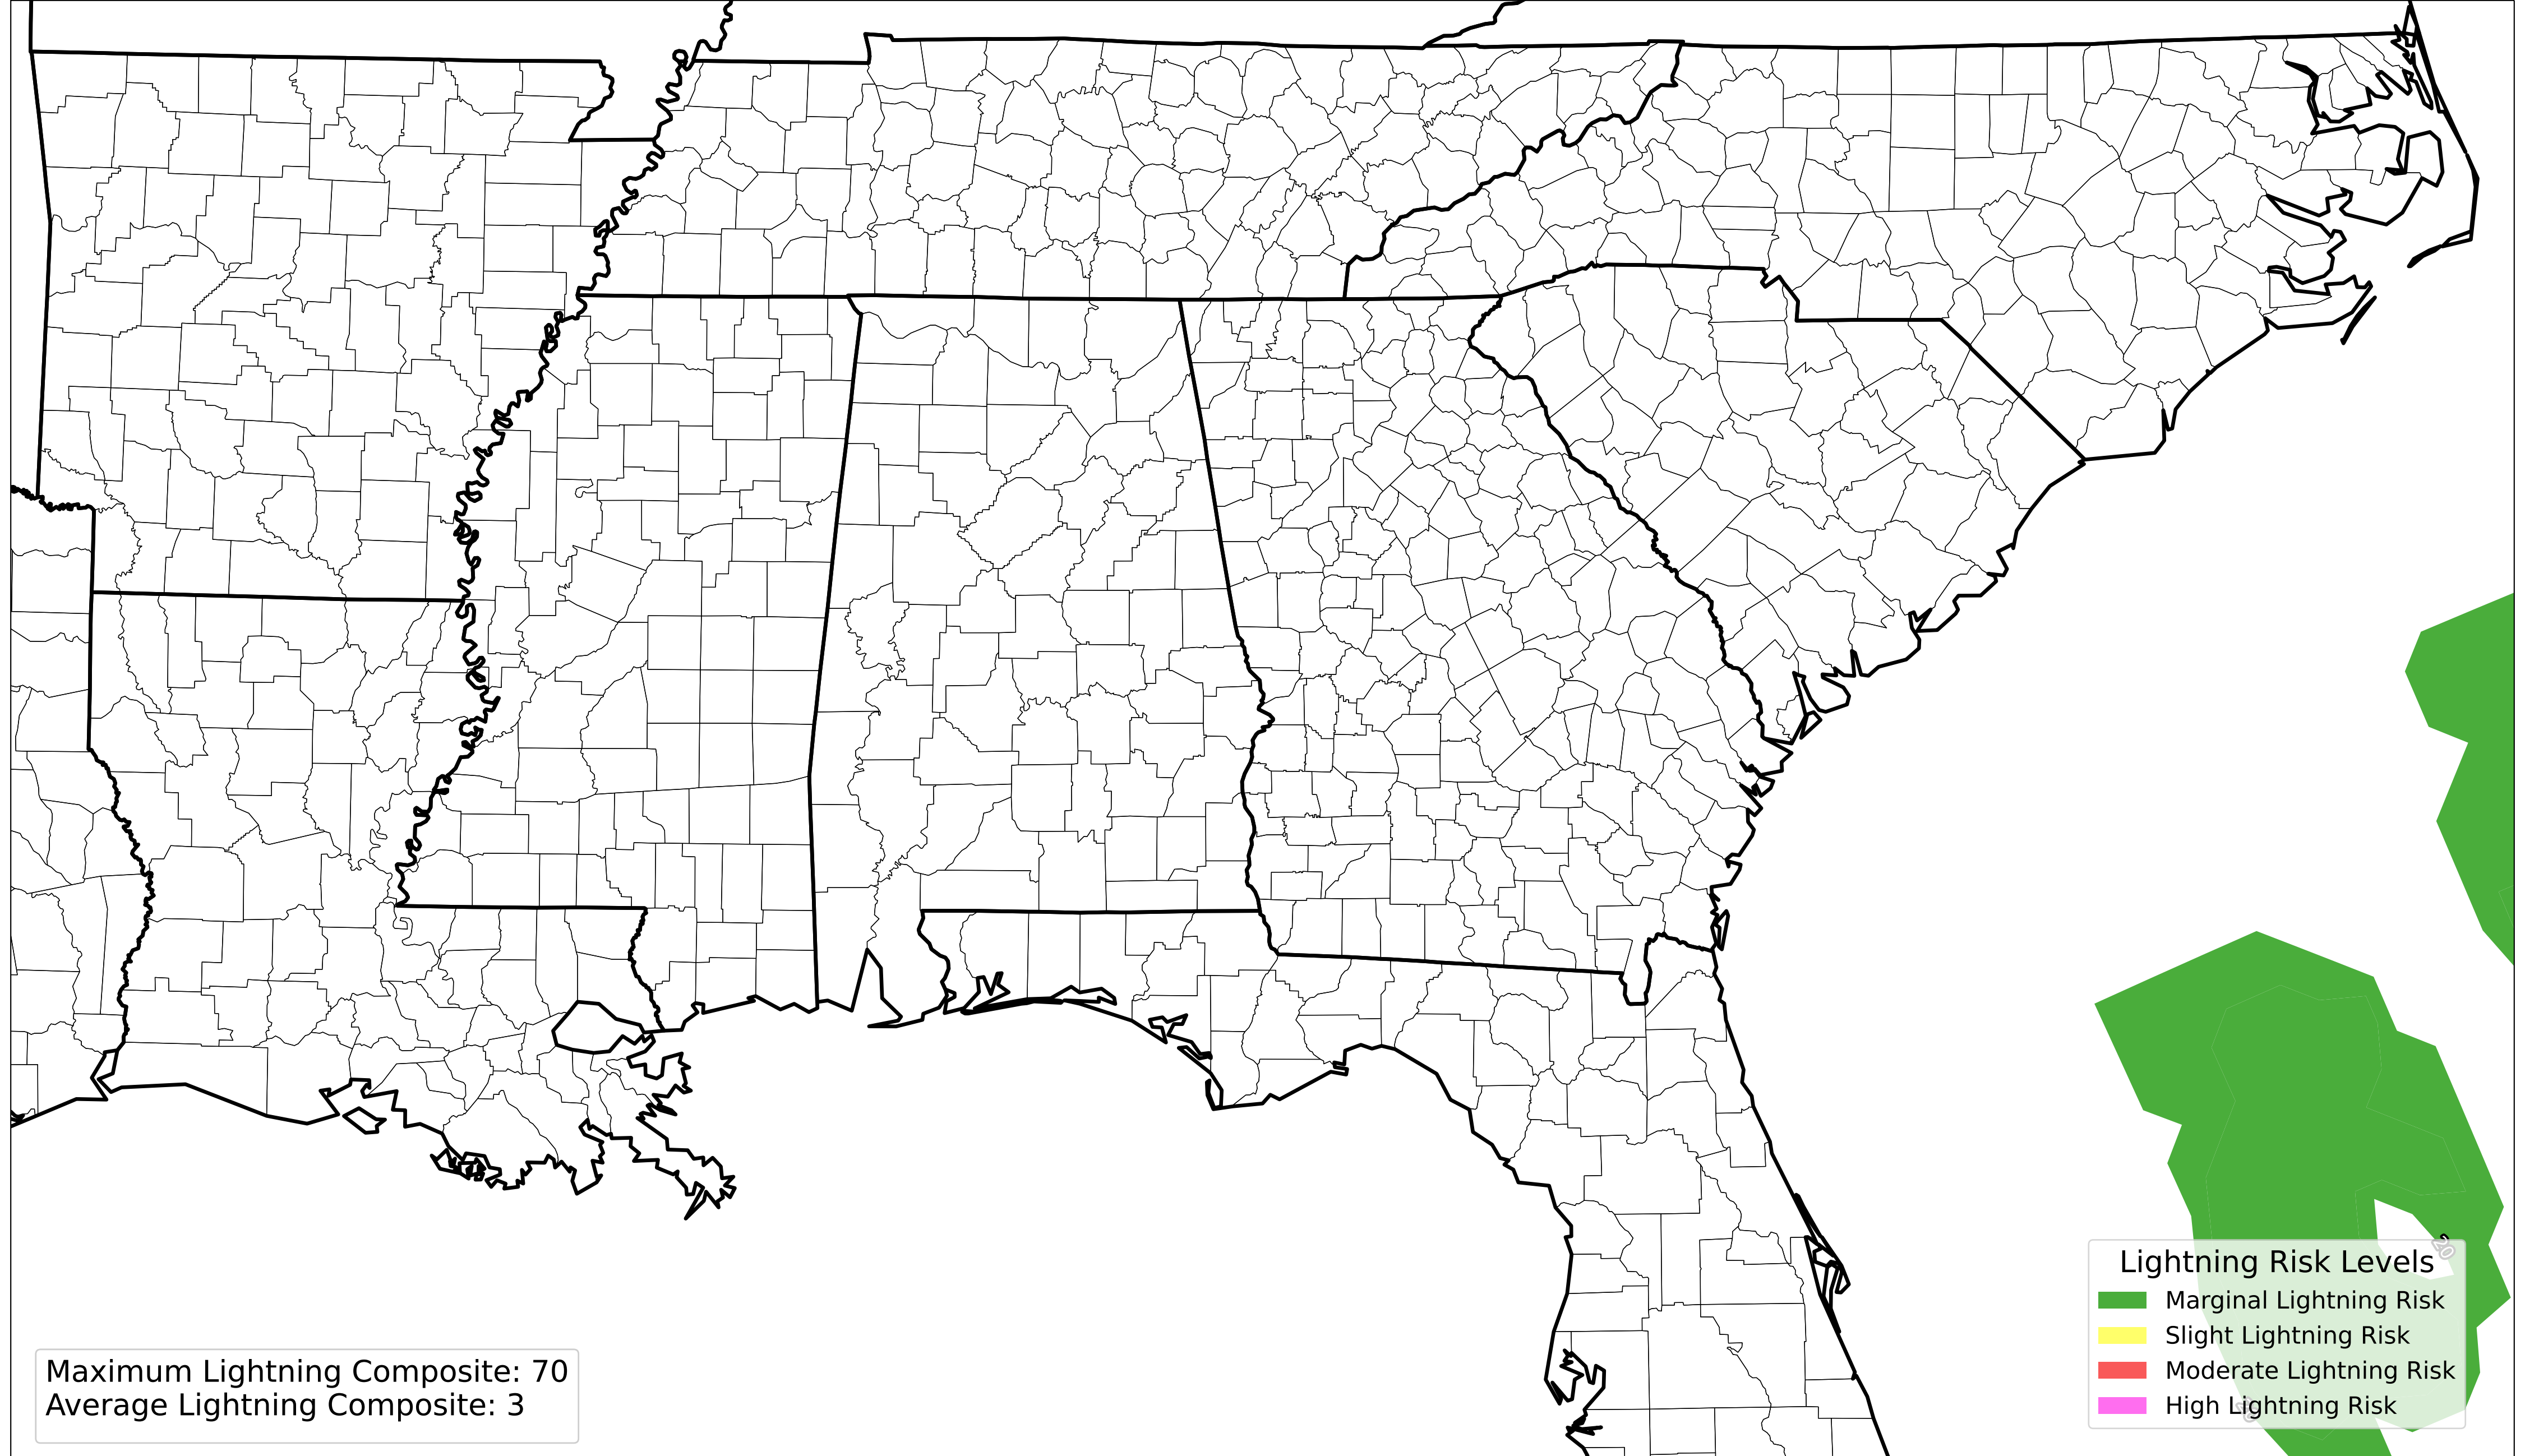 20
Lightning Risk Levels
Marginal Lightning Risk
Slight Lightning Risk
Moderate Lightning Risk
High Lightning Risk
Maximum Lightning Composite: 70
Average Lightning Composite: 3